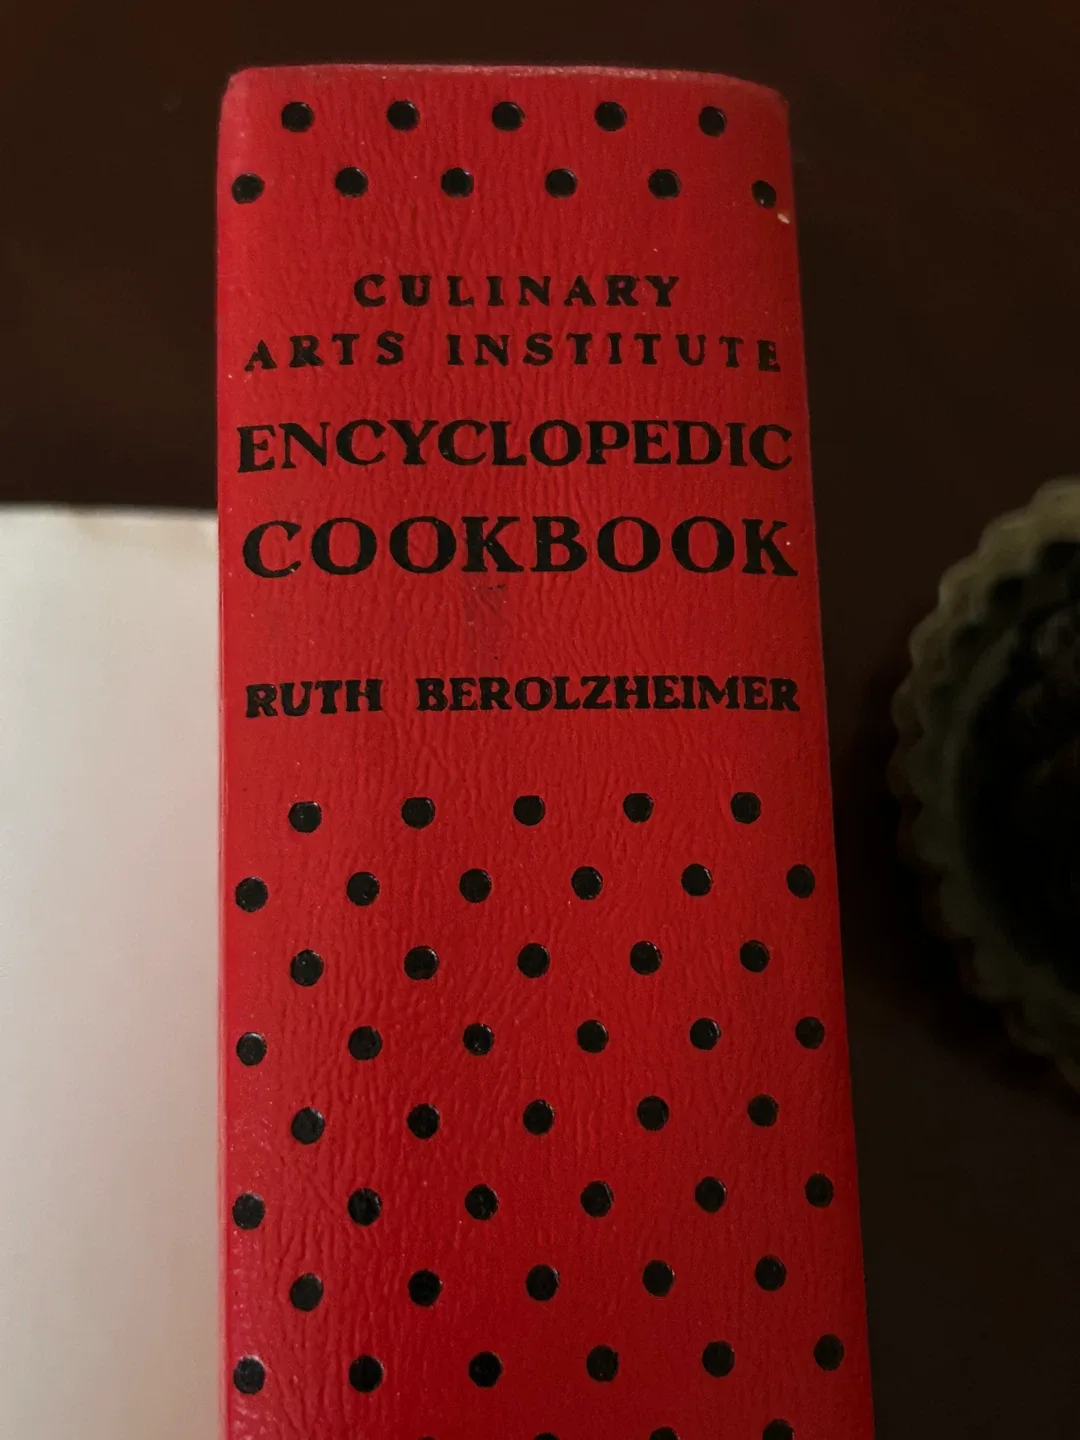 CULINARY
ARTS INSTITUTE
ENCYCLOPEDIC
COOKBOOK
RUTH BEROLZHEIMER